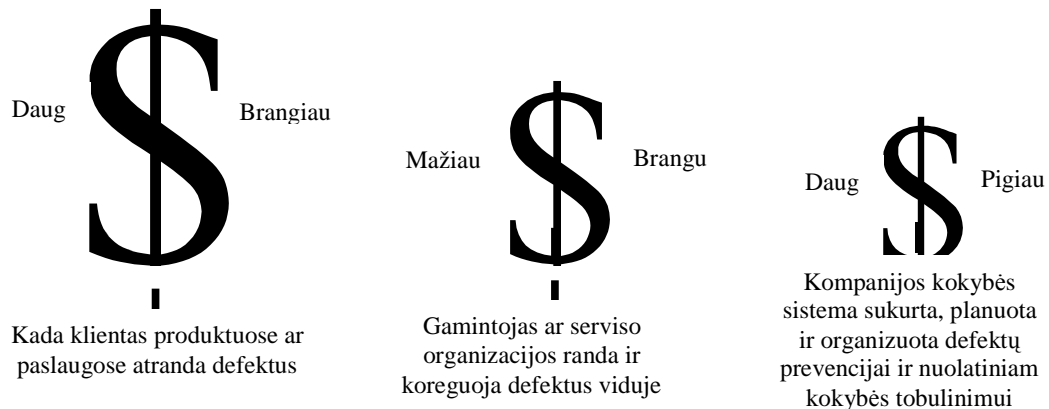 Daug Brangiau
Kada klientas produktuose ar
paslaugose atranda defektus
Mažiau Brangu
Gamintojas ar serviso
organizacijos randa ir
koreguoja defektus viduje
Daug Pigiau
Kompanijos kokybės
sistema sukurta, planuota
ir organizuota defektų
prevencijai ir nuolatiniam
kokybės tobulinimui